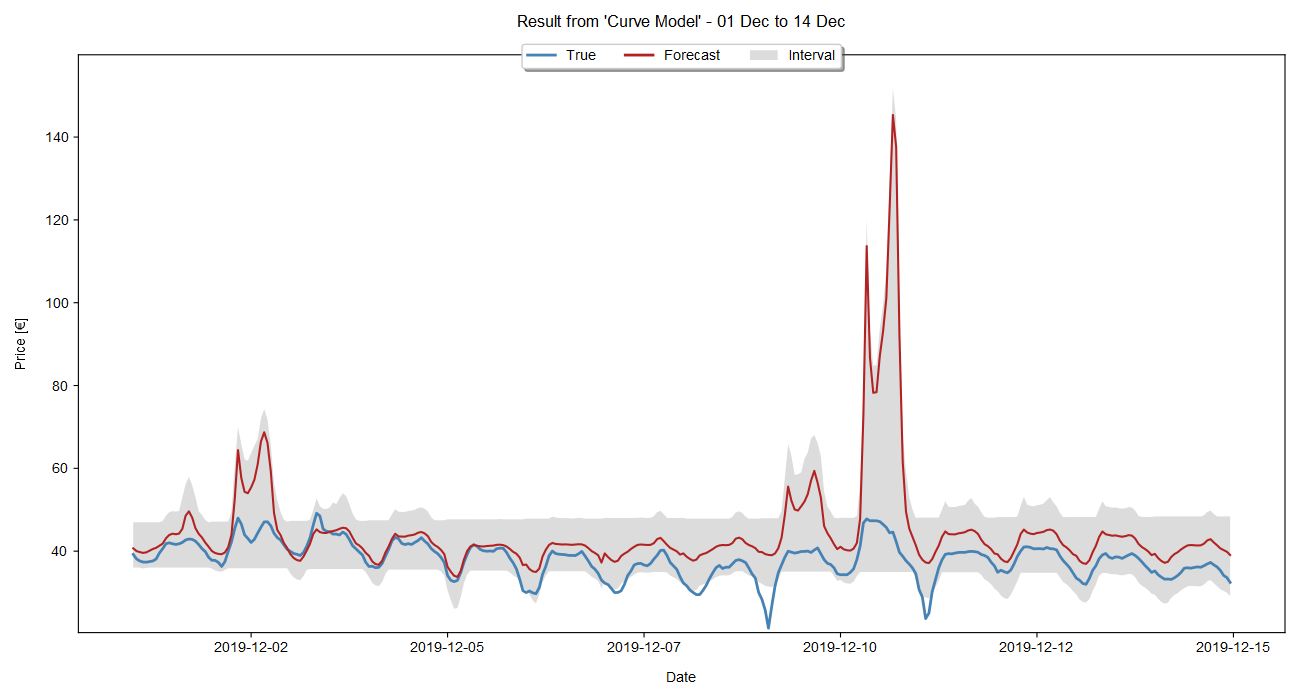 Result from 'Curve Model' - 01 Dec to 14 Dec
True Forecast Interval
140
120
100
80
60
40
Price [€]
2019-12-02 2019-12-05 2019-12-07 2019-12-10 2019-12-12 2019-12-15
Date